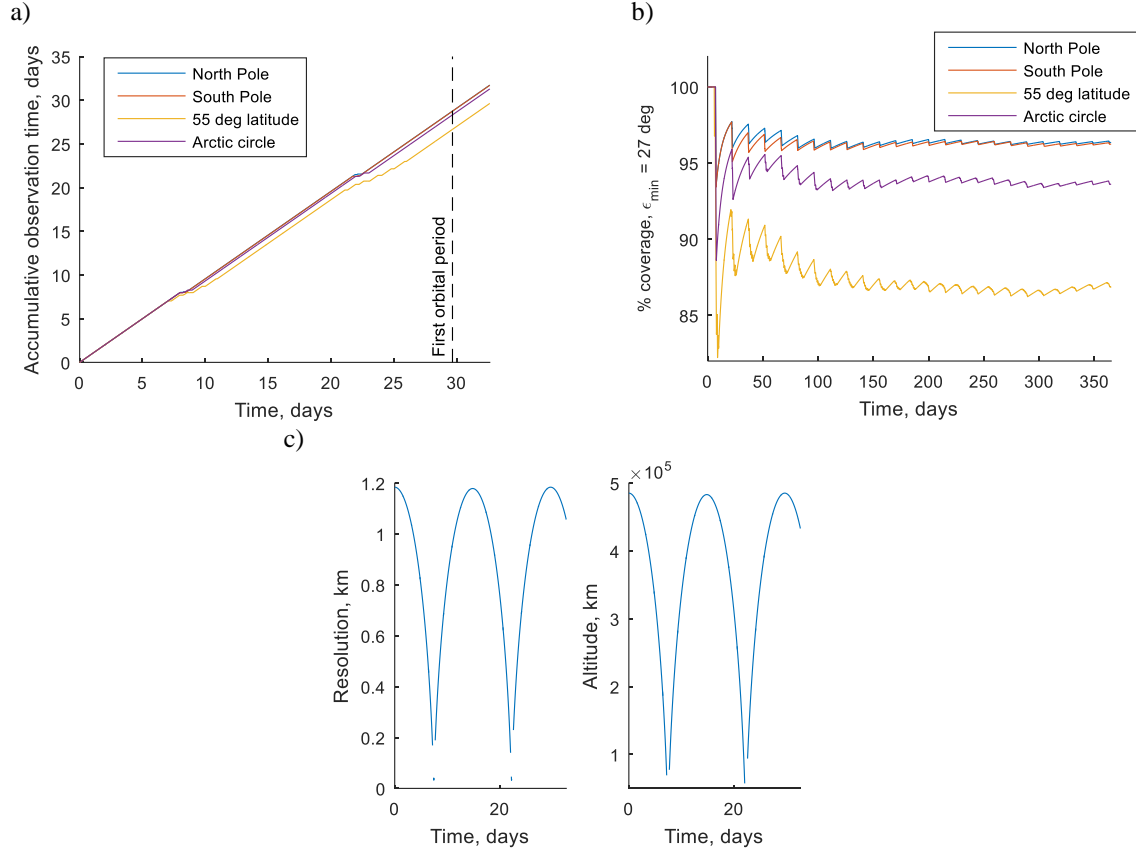 a)
Accumulative observation time, days
35
30
25
20
15
10
5
0
0 5 10 15 20 25 30
Time, days
North Pole
South Pole
55 deg latitude
Arctic circle
First orbital period
b)
% coverage, ϵmin = 27 deg
100
95
90
85
0 50 100 150 200 250 300 350
Time, days
North Pole
South Pole
55 deg latitude
Arctic circle
c)
Resolution, km
1.2
1
0.8
0.6
0.4
0.2
0
0 20
Time, days
×10⁵
Altitude, km
5
4
3
2
1
0 20
Time, days